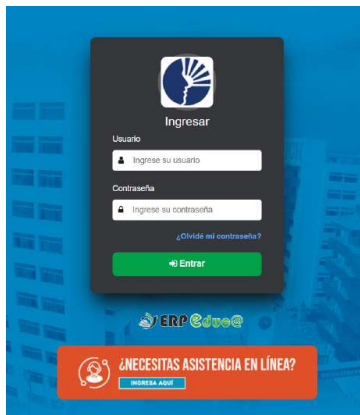 Ingresar
Usuario
Ingrese su usuario
Contraseña
Ingrese su contraseña
¿Olvidé mi contraseña?
Entrar
ERP Educ@
¿NECESITAS ASISTENCIA EN LÍNEA?
INGRESA AQUÍ